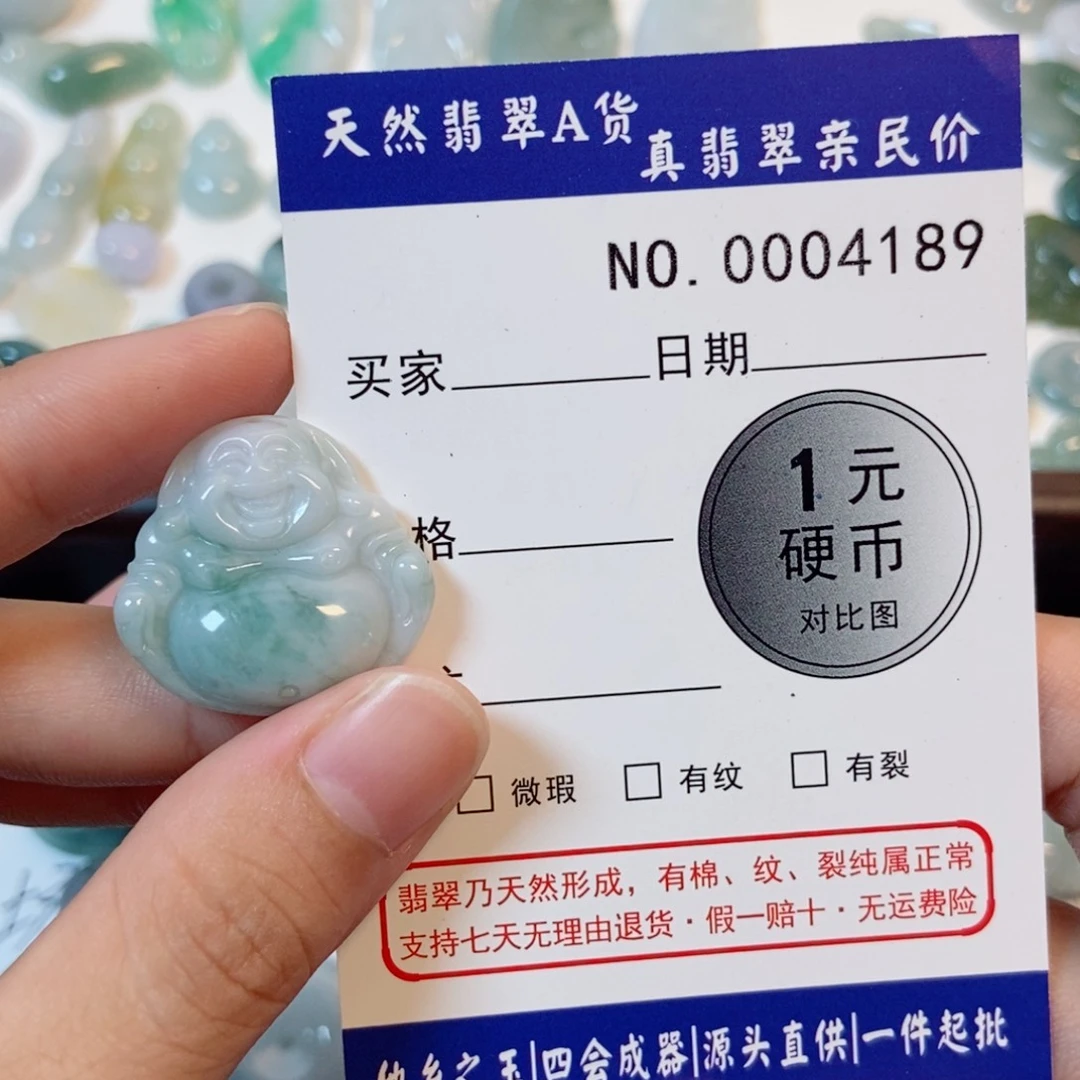 天然翡翠A货
真翡翠亲民价
NO. 0004189
买家 日期
格
1元
硬币
对比图
微瑕 有纹 有裂
翡翠乃天然形成，有棉、纹、裂纯属正常
支持七天无理由退货·假一赔十·无运费险
之玉|四会成器|源头直供|一件起批